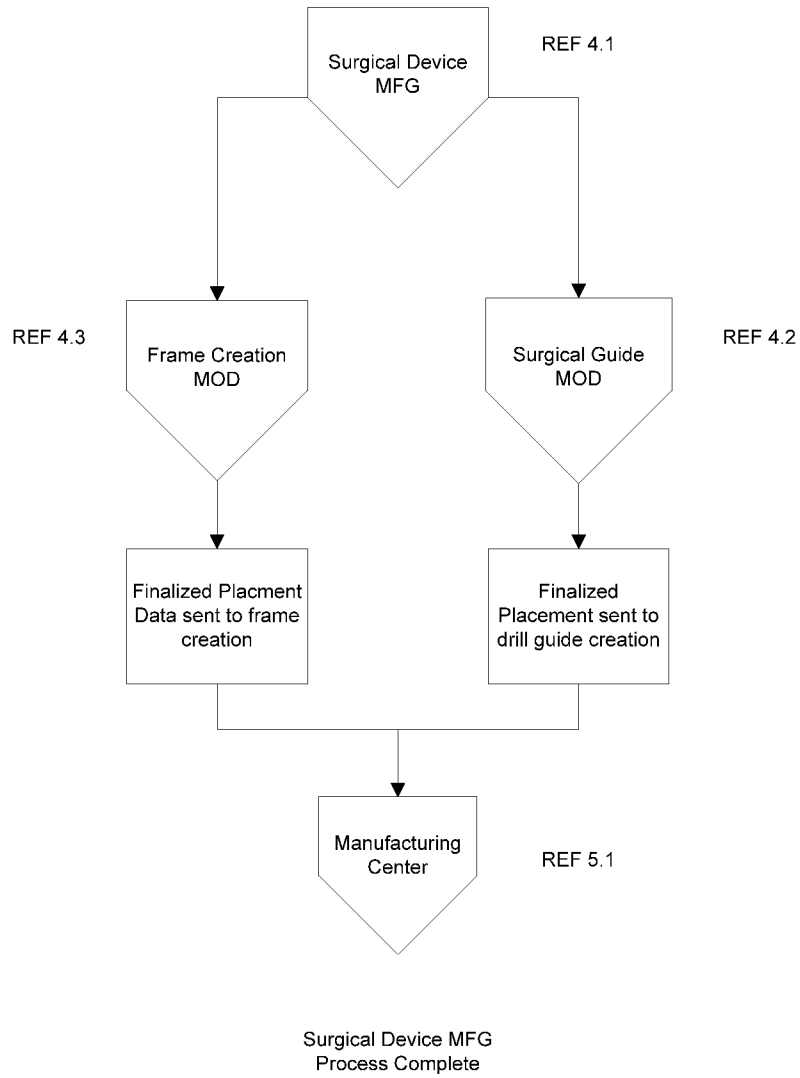 Surgical Device
MFG
REF 4.1
REF 4.3
Frame Creation
MOD
Surgical Guide
MOD
REF 4.2
Finalized Placment
Data sent to frame
creation
Finalized
Placement sent to
drill guide creation
Manufacturing
Center
REF 5.1
Surgical Device MFG
Process Complete